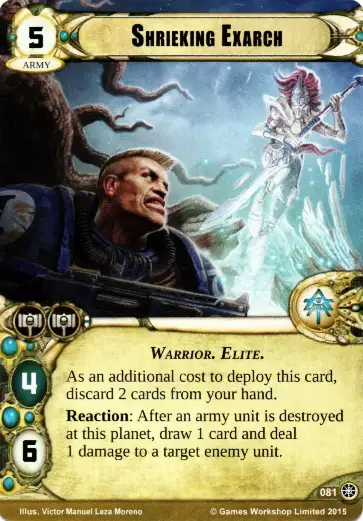 5
ARMY
Shrieking Exarch
4
6
Warrior. Elite.
As an additional cost to deploy this card,
discard 2 cards from your hand.
Reaction: After an army unit is destroyed
at this planet, draw 1 card and deal
1 damage to a target enemy unit.
081
Illus. Victor Manuel Leza Moreno
© Games Workshop Limited 2015